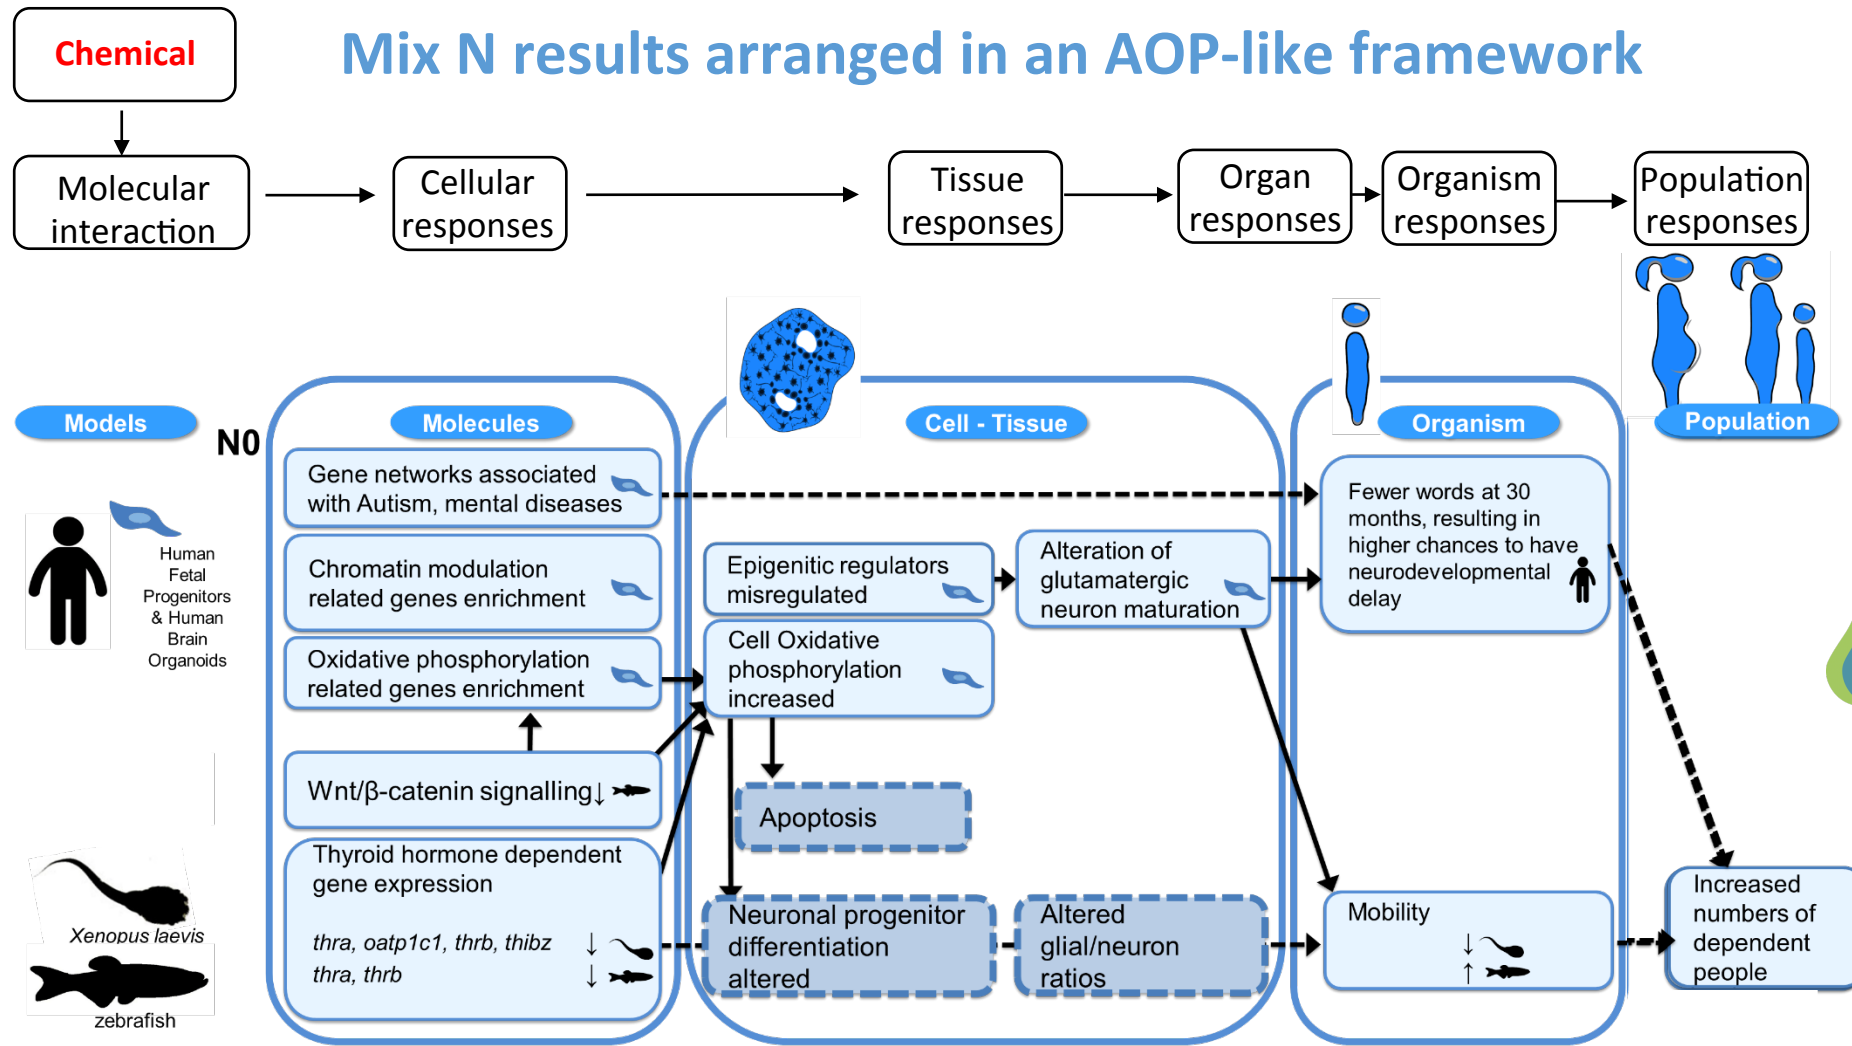 Chemical
Mix N results arranged in an AOP-like framework
Molecular
interaction
Cellular
responses
Tissue
responses
Organ
responses
Organism
responses
Population
responses
Models
N0
Molecules
Cell - Tissue
Organism
Population
Human
Fetal
Progenitors
& Human
Brain
Organoids
Xenopus laevis
zebrafish
Gene networks associated
with Autism, mental diseases
Chromatin modulation
related genes enrichment
Oxidative phosphorylation
related genes enrichment
Wnt/β-catenin signalling↓
Thyroid hormone dependent
gene expression
thra, oatp1c1, thrb, thibz ↓
thra, thrb ↓
Epigenitic regulators
misregulated
Cell Oxidative
phosphorylation
increased
Apoptosis
Neuronal progenitor
differentiation
altered
Alteration of
glutamatergic
neuron maturation
Altered
glial/neuron
ratios
Fewer words at 30
months, resulting in
higher chances to have
neurodevelopmental
delay
Mobility
↓
↑
Increased
numbers of
dependent
people